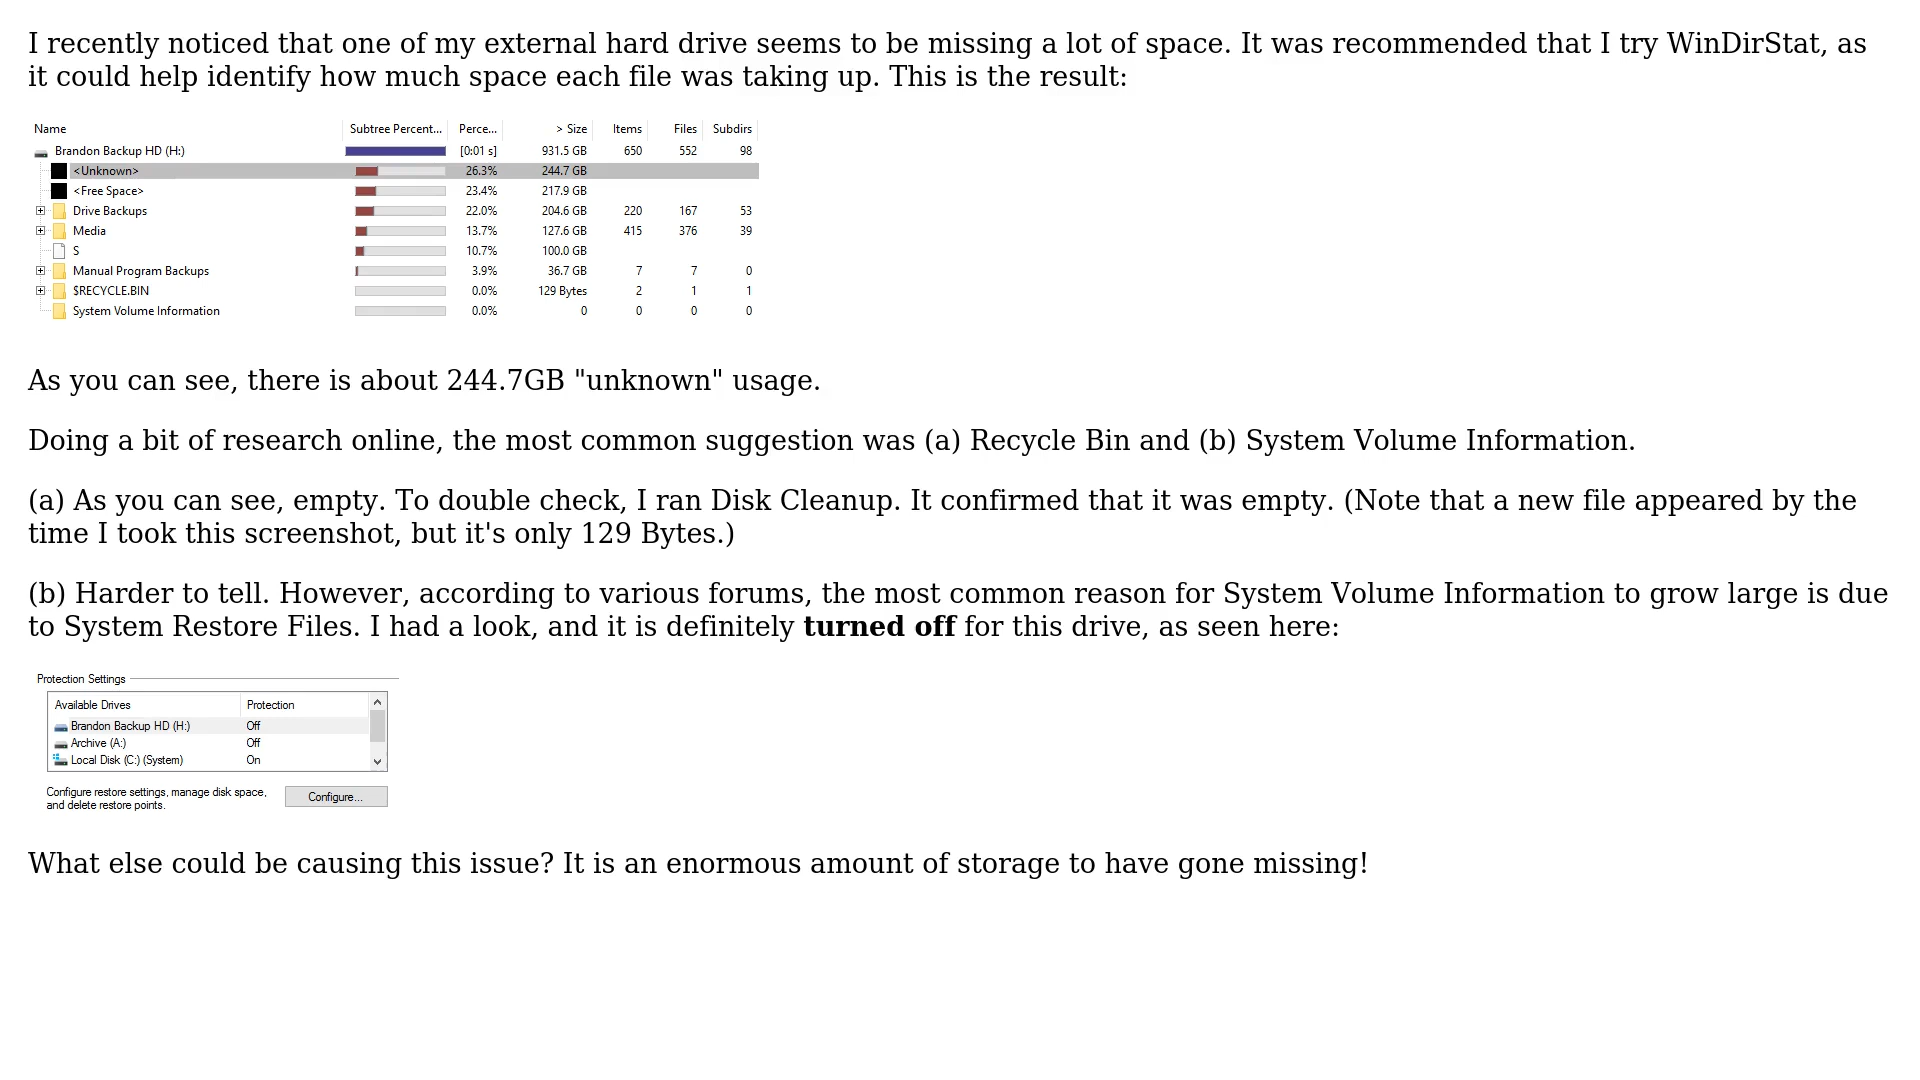 I recently noticed that one of my external hard drive seems to be missing a lot of space. It was recommended that I try WinDirStat, as
it could help identify how much space each file was taking up. This is the result:
Name Subtree Percent... Perce... > Size Items Files Subdirs
Brandon Backup HD (H:) [0:01 s] 931.5 GB 650 552 98
<Unknown> 26.3% 244.7 GB
<Free Space> 23.4% 217.9 GB
Drive Backups 22.0% 204.6 GB 220 167 53
Media 13.7% 127.6 GB 415 376 39
S 10.7% 100.0 GB
Manual Program Backups 3.9% 36.7 GB 7 7 0
$RECYCLE.BIN 0.0% 129 Bytes 2 1 1
System Volume Information 0.0% 0 0 0 0
As you can see, there is about 244.7GB "unknown" usage.
Doing a bit of research online, the most common suggestion was (a) Recycle Bin and (b) System Volume Information.
(a) As you can see, empty. To double check, I ran Disk Cleanup. It confirmed that it was empty. (Note that a new file appeared by the
time I took this screenshot, but it's only 129 Bytes.)
(b) Harder to tell. However, according to various forums, the most common reason for System Volume Information to grow large is due
to System Restore Files. I had a look, and it is definitely turned off for this drive, as seen here:
Protection Settings
Available Drives Protection
Brandon Backup HD (H:) Off
Archive (A:) Off
Local Disk (C:) (System) On
Configure restore settings, manage disk space,
and delete restore points.
Configure...
What else could be causing this issue? It is an enormous amount of storage to have gone missing!